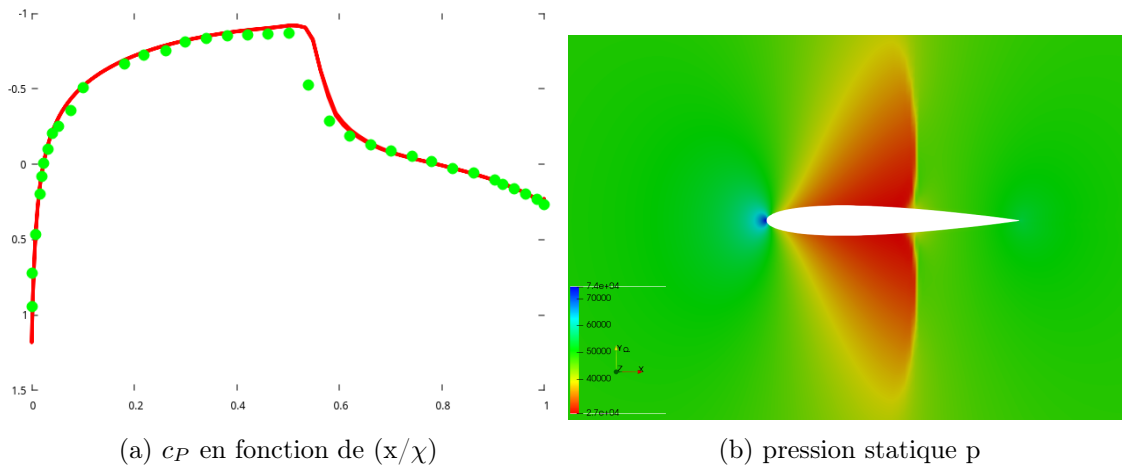 -1
-0.5
0
0.5
1
1.5
0
0.2
0.4
0.6
0.8
1
7.4e+04
70000
60000
50000
40000
2.7e+04
p
Y
Z
X
(a) c_P en fonction de (x/χ)
(b) pression statique p